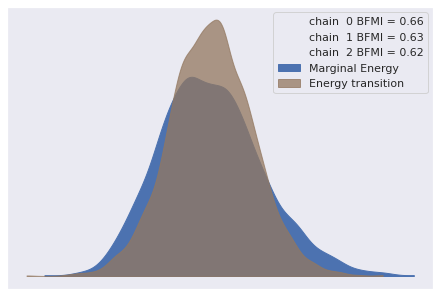 chain  0 BFMI = 0.66
chain  1 BFMI = 0.63
chain  2 BFMI = 0.62
Marginal Energy
Energy transition